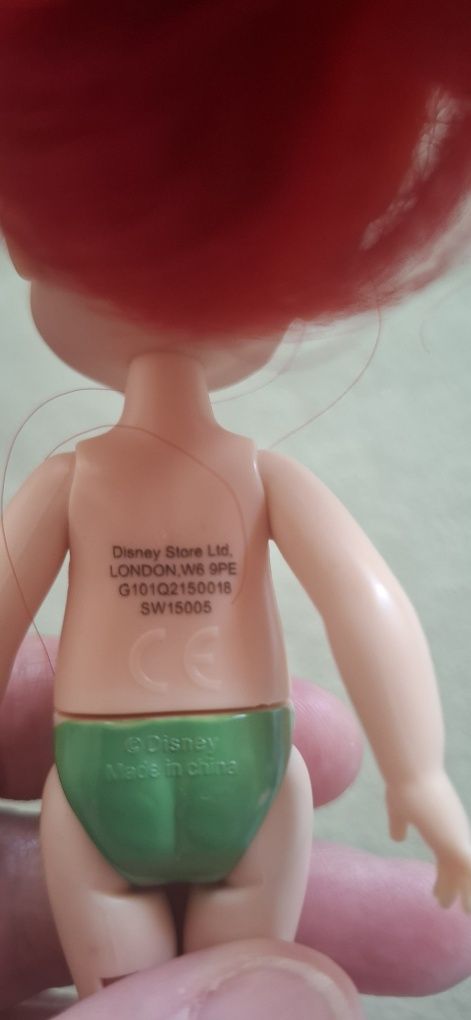 Disney Store Ltd,
LONDON,W6 9PE
G101Q2150018
SW15005
CE
© Disney
Made in china